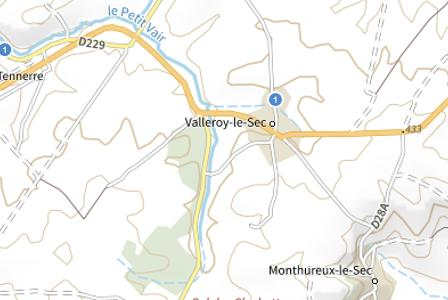 le Petit Vair
1
D229
Tennerre
1
Valleroy-le-Sec
433
D28A
Monthureux-le-Sec